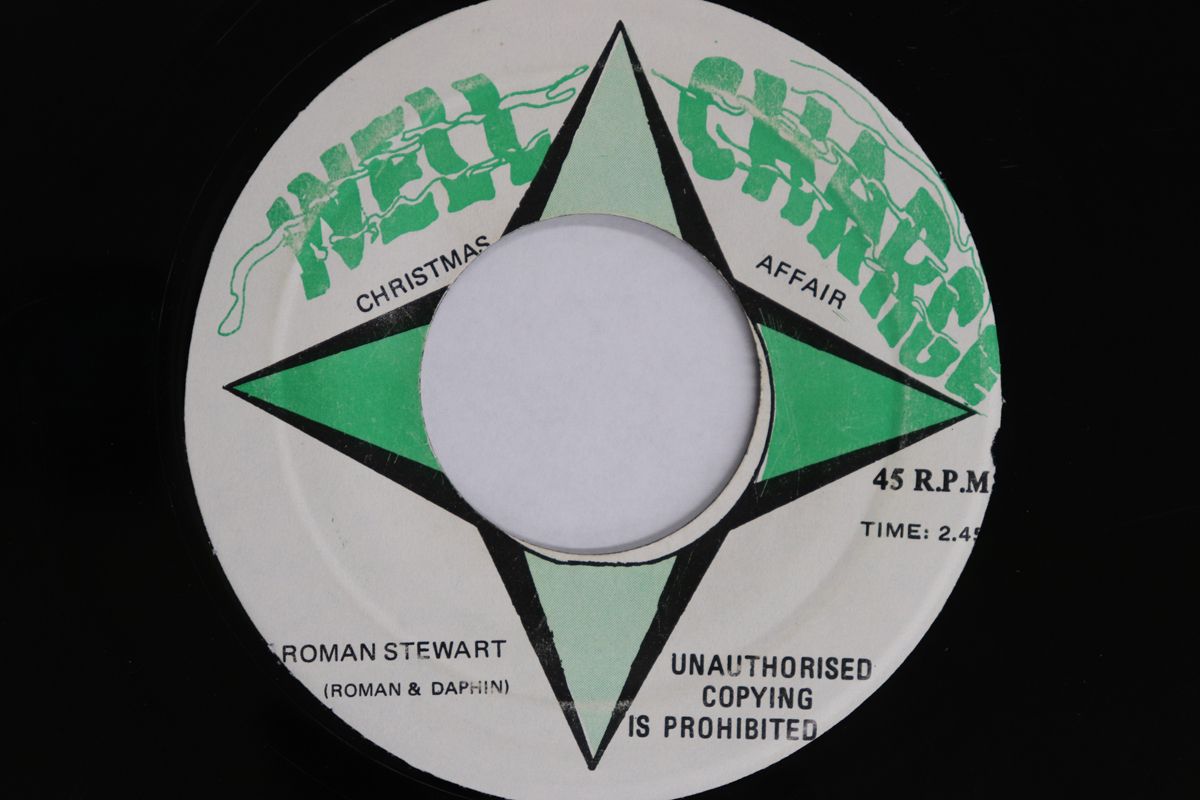 WELL CHARGE
CHRISTMAS AFFAIR
45 R.P.M
TIME: 2.45
ROMAN STEWART
(ROMAN & DAPHIN)
UNAUTHORISED
COPYING
IS PROHIBITED